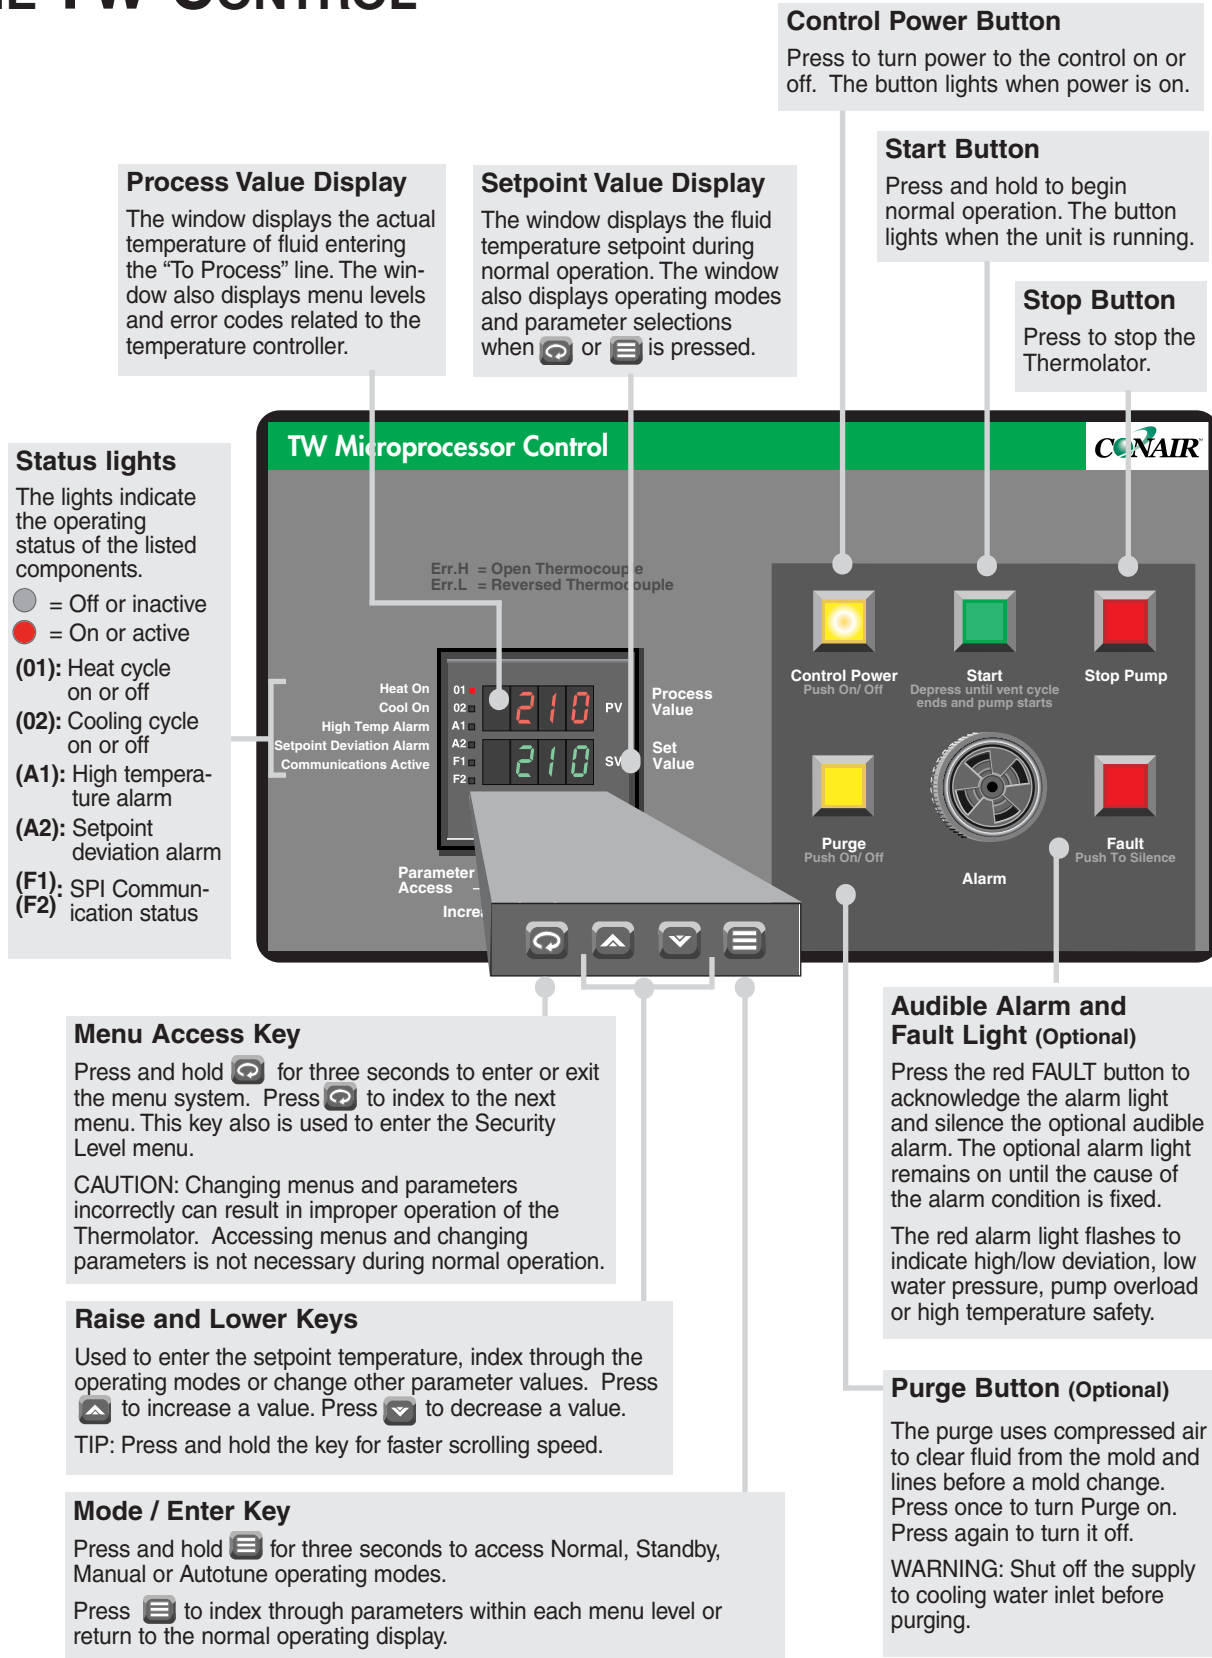 TW CONTROL
Control Power Button
Press to turn power to the control on or
off. The button lights when power is on.
Start Button
Press and hold to begin
normal operation. The button
lights when the unit is running.
Stop Button
Press to stop the
Thermolator.
Process Value Display
The window displays the actual
temperature of fluid entering
the “To Process” line. The win-
dow also displays menu levels
and error codes related to the
temperature controller.
Setpoint Value Display
The window displays the fluid
temperature setpoint during
normal operation. The window
also displays operating modes
and parameter selections
when or is pressed.
Status lights
The lights indicate
the operating
status of the listed
components.
= Off or inactive
= On or active
(01): Heat cycle
on or off
(02): Cooling cycle
on or off
(A1): High tempera-
ture alarm
(A2): Setpoint
deviation alarm
(F1)
(F2): SPI Commun-
ication status
TW Microprocessor Control
CONAIR
Err.H = Open Thermocouple
Err.L = Reversed Thermocouple
Heat On
Cool On
High Temp Alarm
Setpoint Deviation Alarm
Communications Active
01
02
A1
A2
F1
F2
210
PV
210
SV
Process
Value
Set
Value
Parameter
Access
Control Power
Push On/ Off
Start
Depress until vent cycle
ends and pump starts
Stop Pump
Purge
Push On/ Off
Alarm
Fault
Push To Silence
Menu Access Key
Press and hold for three seconds to enter or exit
the menu system. Press to index to the next
menu. This key also is used to enter the Security
Level menu.
CAUTION: Changing menus and parameters
incorrectly can result in improper operation of the
Thermolator. Accessing menus and changing
parameters is not necessary during normal operation.
Raise and Lower Keys
Used to enter the setpoint temperature, index through the
operating modes or change other parameter values. Press
to increase a value. Press to decrease a value.
TIP: Press and hold the key for faster scrolling speed.
Mode / Enter Key
Press and hold for three seconds to access Normal, Standby,
Manual or Autotune operating modes.
Press to index through parameters within each menu level or
return to the normal operating display.
Audible Alarm and
Fault Light (Optional)
Press the red FAULT button to
acknowledge the alarm light
and silence the optional audible
alarm. The optional alarm light
remains on until the cause of
the alarm condition is fixed.
The red alarm light flashes to
indicate high/low deviation, low
water pressure, pump overload
or high temperature safety.
Purge Button (Optional)
The purge uses compressed air
to clear fluid from the mold and
lines before a mold change.
Press once to turn Purge on.
Press again to turn it off.
WARNING: Shut off the supply
to cooling water inlet before
purging.